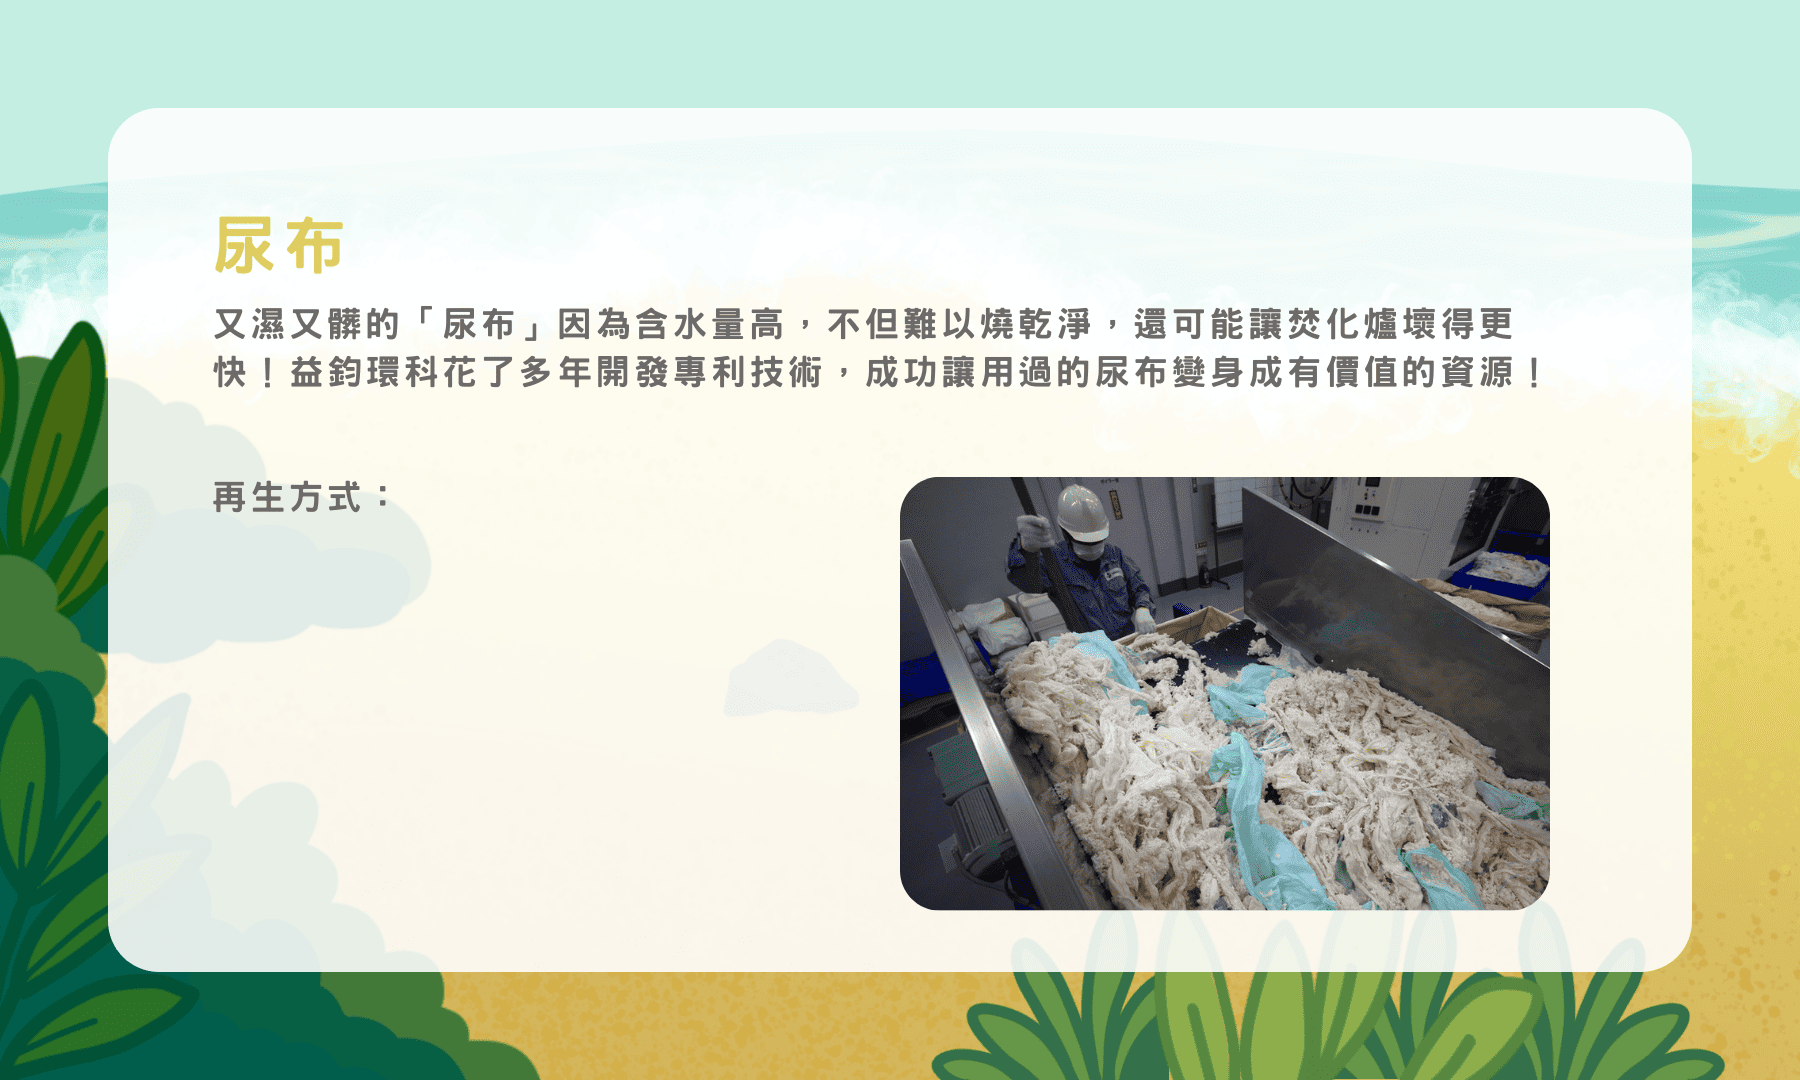 尿布
又濕又髒的「尿布」因為含水量高，不但難以燒乾淨，還可能讓焚化爐壞得更
快！益鈞環科花了多年開發專利技術，成功讓用過的尿布變身成有價值的資源！
再生方式：